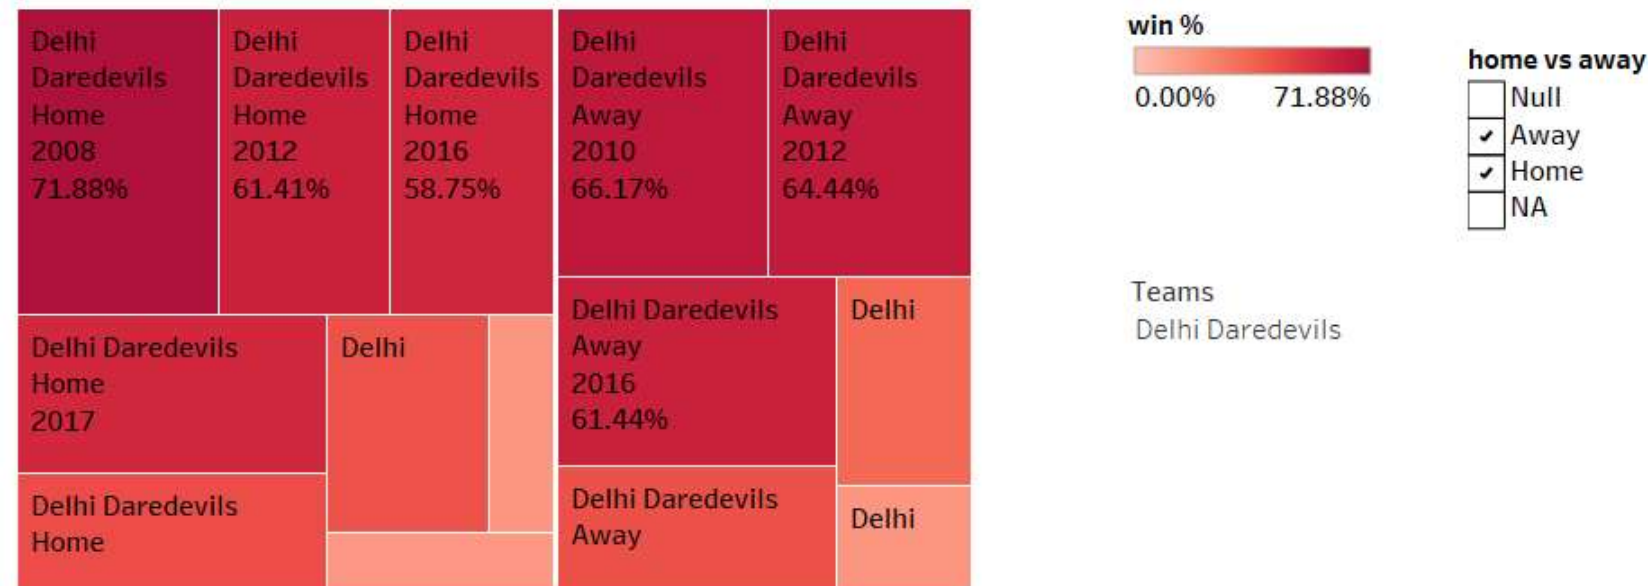 Delhi
Daredevils
Home
2008
71.88%
Delhi
Daredevils
Home
2012
61.41%
Delhi
Daredevils
Home
2016
58.75%
Delhi Daredevils
Home
2017
Delhi
Delhi Daredevils
Home
Delhi
Daredevils
Away
2010
66.17%
Delhi
Daredevils
Away
2012
64.44%
Delhi Daredevils
Away
2016
61.44%
Delhi
Delhi Daredevils
Away
Delhi
win %
0.00% 71.88%
home vs away
Null
Away
Home
NA
Teams
Delhi Daredevils